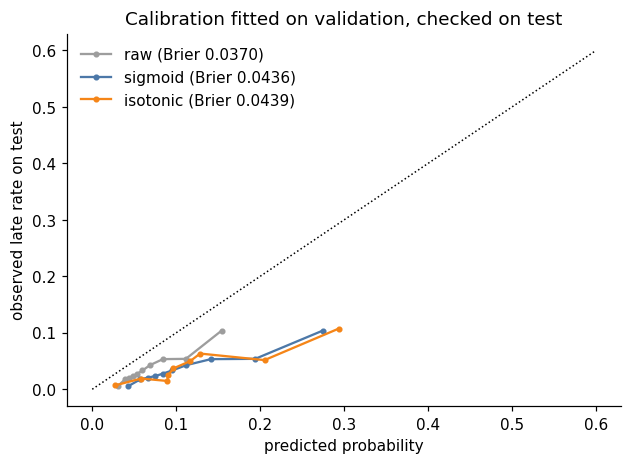 Calibration fitted on validation, checked on test
raw (Brier 0.0370)
sigmoid (Brier 0.0436)
isotonic (Brier 0.0439)
observed late rate on test
0.6
0.5
0.4
0.3
0.2
0.1
0.0
0.0 0.1 0.2 0.3 0.4 0.5 0.6
predicted probability